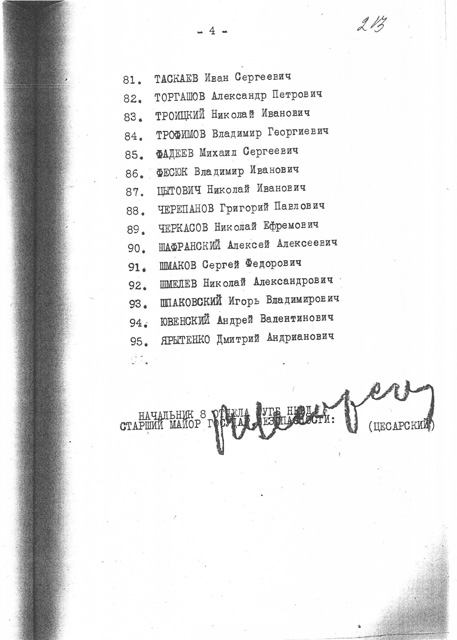 - 4 -
213
81. ТАСКАЕВ Иван Сергеевич
82. ТОРГАШОВ Александр Петрович
83. ТРОИЦКИЙ Николай Иванович
84. ТРОФИМОВ Владимир Георгиевич
85. ФАДЕЕВ Михаил Сергеевич
86. ФЕСЮК Владимир Иванович
87. ЦЫТОВИЧ Николай Иванович
88. ЧЕРЕПАНОВ Григорий Павлович
89. ЧЕРКАСОВ Николай Ефремович
90. ШАФРАНСКИЙ Алексей Алексеевич
91. ШМАКОВ Сергей Федорович
92. ШМЕЛЕВ Николай Александрович
93. ШПАКОВСКИЙ Игорь Владимирович
94. ЮВЕНСКИЙ Андрей Валентинович
95. ЯРЫТЕНКО Дмитрий Андрианович
НАЧАЛЬНИК 8 ОТДЕЛА ГУГБ НКВД
СТАРШИЙ МАЙОР БЕЗОПАСНОСТИ:
(ЦЕСАРСКИЙ)